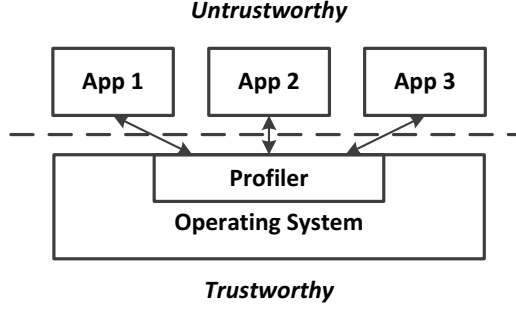 Untrustworthy
App 1 App 2 App 3
Profiler
Operating System
Trustworthy